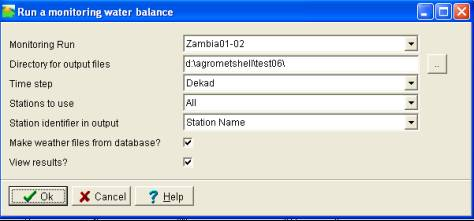 Run a monitoring water balance
Monitoring Run Zambia01-02
Directory for output files d:\agrometshell\test06\ ..
Time step Dekad
Stations to use All
Station identifier in output Station Name
Make weather files from database?
View results?
Ok Cancel ? Help